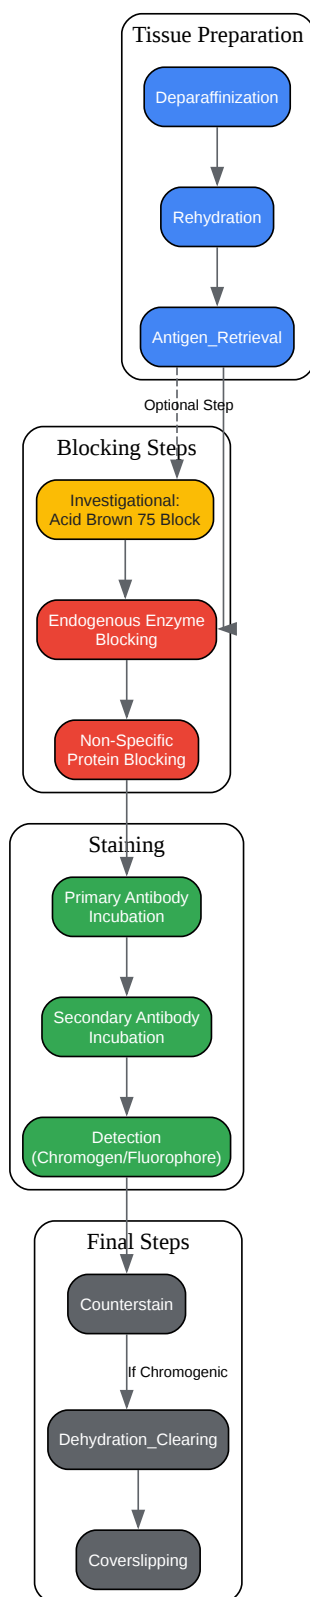 Tissue Preparation
Deparaffinization
Rehydration
Antigen_Retrieval
Optional Step
Blocking Steps
Investigational:
Acid Brown 75 Block
Endogenous Enzyme
Blocking
Non-Specific
Protein Blocking
Staining
Primary Antibody
Incubation
Secondary Antibody
Incubation
Detection
(Chromogen/Fluorophore)
Final Steps
Counterstain
If Chromogenic
Dehydration_Clearing
Coverslipping